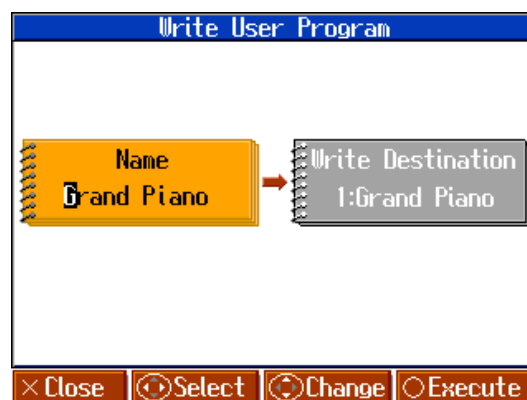 Write User Program
Name
Grand Piano
Write Destination
1:Grand Piano
×Close
Select
Change
Execute